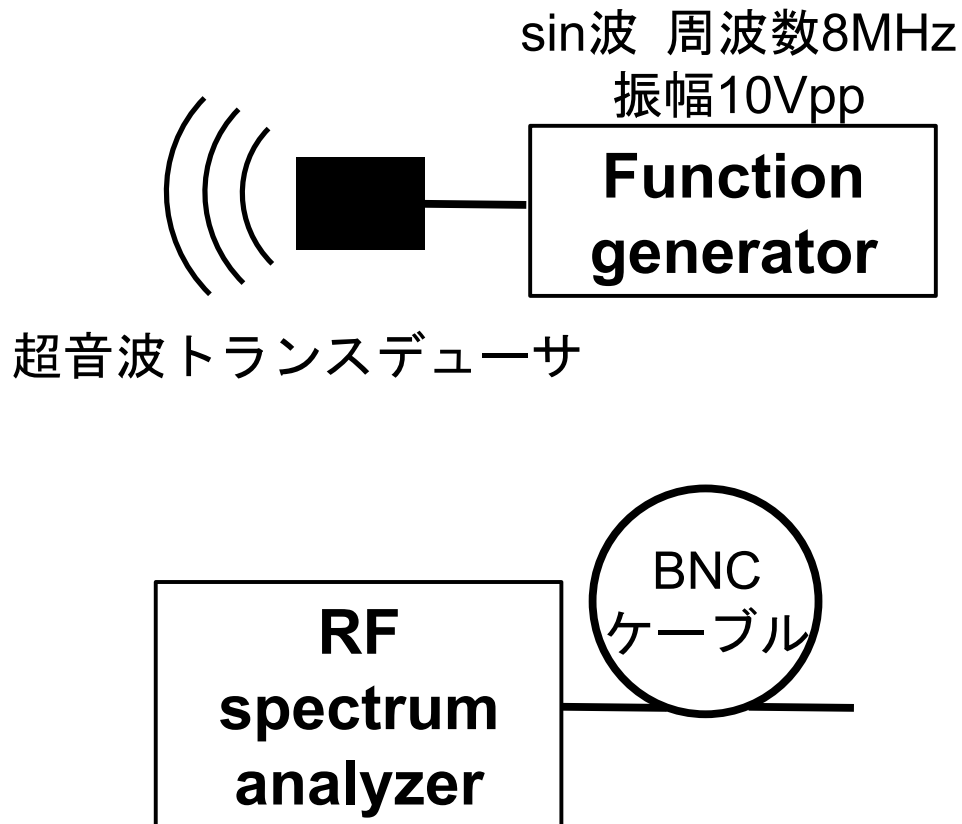 sin波 周波数8MHz
振幅10Vpp
Function
generator
超音波トランスデューサ
BNC
ケーブル
RF
spectrum
analyzer